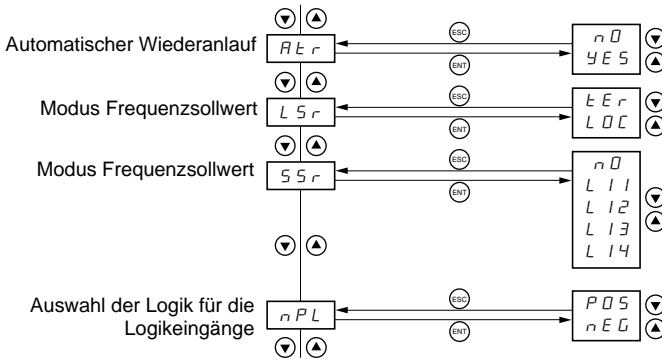 Automatischer Wiederanlauf
Atr
ESC
ENT
nO
YES
Modus Frequenzsollwert
LSr
ESC
ENT
tEr
LOC
Modus Frequenzsollwert
SSr
ESC
ENT
nO
LI1
LI2
LI3
LI4
Auswahl der Logik für die
Logikeingänge
nPL
ESC
ENT
POS
nEG